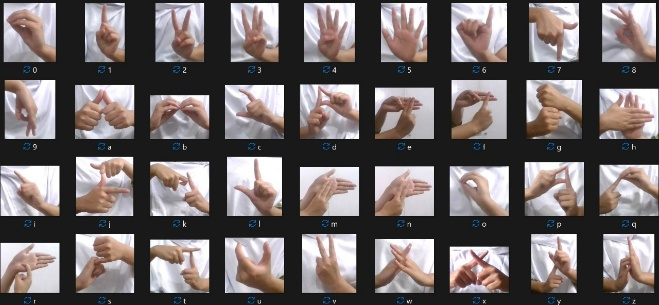 0 1 2 3 4 5 6 7 8
9 a b c d e f g h
i j k l m n o p q
r s t u v w x y z